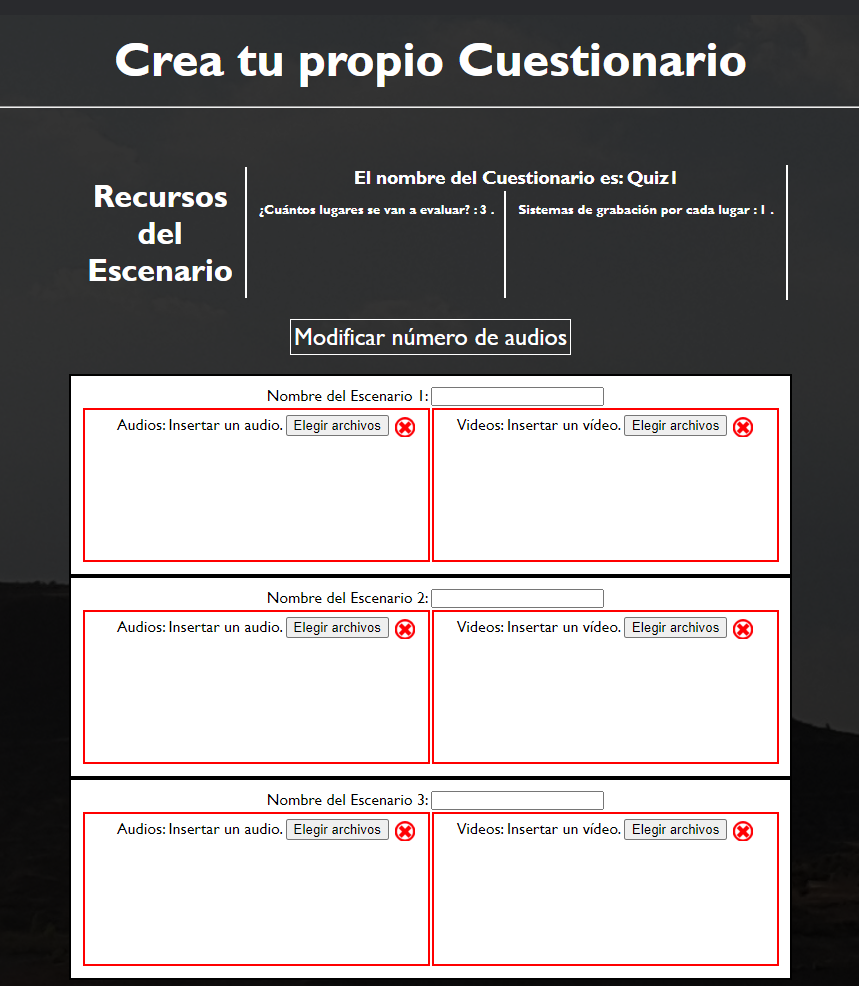 Crea tu propio Cuestionario
Recursos
del
Escenario
El nombre del Cuestionario es: Quiz1
¿Cuántos lugares se van a evaluar? : 3 .
Sistemas de grabación por cada lugar : 1 .
Modificar número de audios
Nombre del Escenario 1:
Audios: Insertar un audio. Elegir archivos
Videos: Insertar un vídeo. Elegir archivos
Nombre del Escenario 2:
Audios: Insertar un audio. Elegir archivos
Videos: Insertar un vídeo. Elegir archivos
Nombre del Escenario 3:
Audios: Insertar un audio. Elegir archivos
Videos: Insertar un vídeo. Elegir archivos